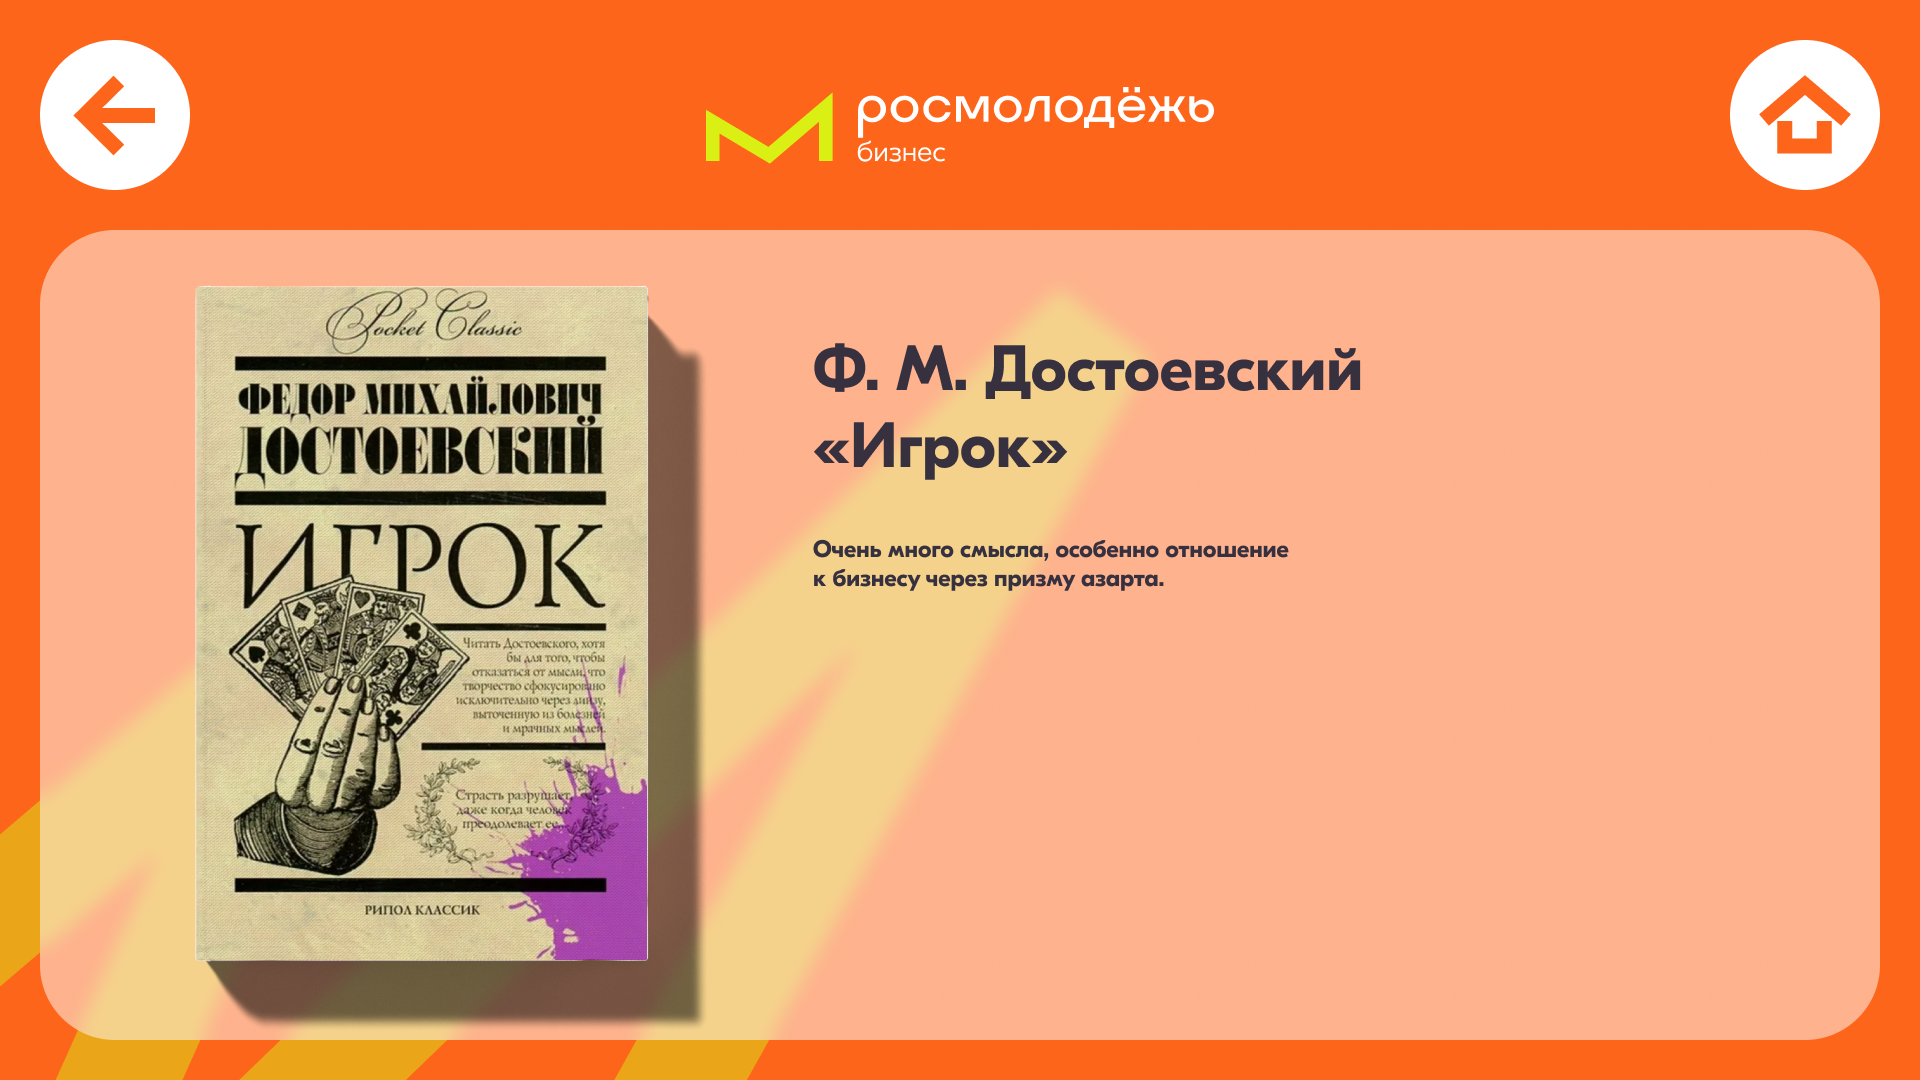 росмолодёжь
бизнес
Pocket Classic
ФЕДОР МИХАЙЛОВИЧ
ДОСТОЕВСКИЙ
ИГРОК
Читать Достоевского, хотя
бы для того, чтобы
отказаться от мысли, что
творчество сфокусировано
исключительно через линзу,
выточенную из болезней
и мрачных мыслей.
Страсть разрушает,
даже когда человек
преодолевает ее...
РИПОЛ КЛАССИК
Ф. М. Достоевский
«Игрок»
Очень много смысла, особенно отношение
к бизнесу через призму азарта.